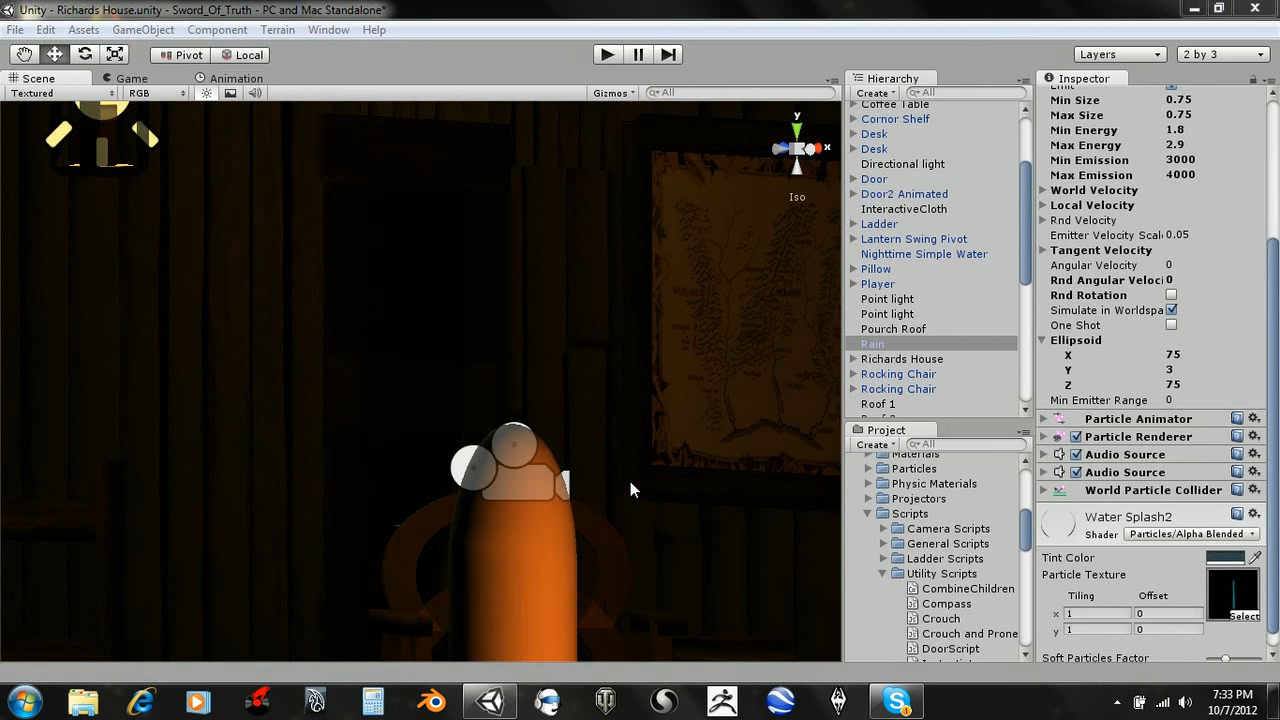 Unity - Richards House.unity - Sword_Of_Truth - PC and Mac Standalone*
File Edit Assets GameObject Component Terrain Window Help
Pivot Local Layers 2 by 3
Scene Game Animation
Textured RGB Gizmos All
y
x
Iso
Hierarchy
Create All
Coffee Table
Cornor Shelf
Desk
Desk
Directional light
Door
Door2 Animated
InteractiveCloth
Ladder
Lantern Swing Pivot
Nighttime Simple Water
Pillow
Player
Point light
Point light
Pourch Roof
Rain
Richards House
Rocking Chair
Rocking Chair
Roof 1
Project
Create All
Materials
Particles
Physic Materials
Projectors
Scripts
Camera Scripts
General Scripts
Ladder Scripts
Utility Scripts
CombineChildren
Compass
Crouch
Crouch and Prone
DoorScript
Inspector
Emit
Min Size 0.75
Max Size 0.75
Min Energy 1.8
Max Energy 2.9
Min Emission 3000
Max Emission 4000
World Velocity
Local Velocity
Rnd Velocity
Emitter Velocity Scal 0.05
Tangent Velocity
Angular Velocity 0
Rnd Angular Veloci 0
Rnd Rotation
Simulate in Worldspa
One Shot
Ellipsoid
X 75
Y 3
Z 75
Min Emitter Range 0
Particle Animator
Particle Renderer
Audio Source
Audio Source
World Particle Collider
Water Splash2
Shader Particles/Alpha Blended
Tint Color
Particle Texture
Tiling Offset
x 1 0
y 1 0
Select
Soft Particles Factor
7:33 PM
10/7/2012